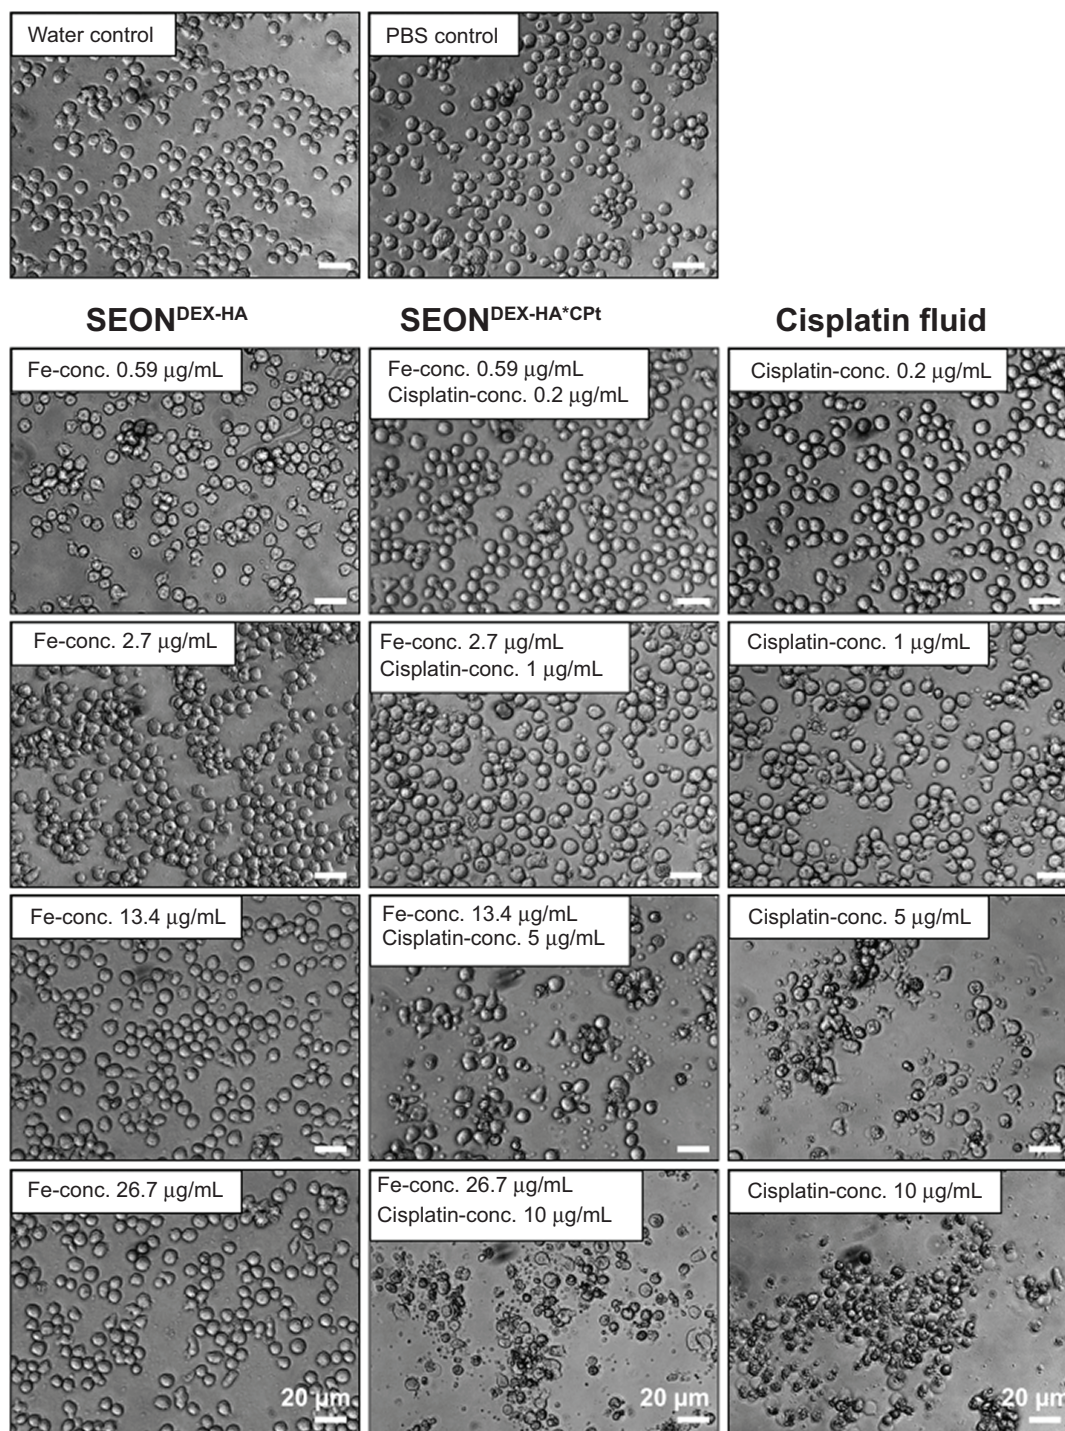 Water control
PBS control
SEON^DEX-HA
SEON^DEX-HA*CPt
Cisplatin fluid
Fe-conc. 0.59 μg/mL
Fe-conc. 0.59 μg/mL
Cisplatin-conc. 0.2 μg/mL
Cisplatin-conc. 0.2 μg/mL
Fe-conc. 2.7 μg/mL
Fe-conc. 2.7 μg/mL
Cisplatin-conc. 1 μg/mL
Cisplatin-conc. 1 μg/mL
Fe-conc. 13.4 μg/mL
Fe-conc. 13.4 μg/mL
Cisplatin-conc. 5 μg/mL
Cisplatin-conc. 5 μg/mL
Fe-conc. 26.7 μg/mL
Fe-conc. 26.7 μg/mL
Cisplatin-conc. 10 μg/mL
Cisplatin-conc. 10 μg/mL
20 μm
20 μm
20 μm